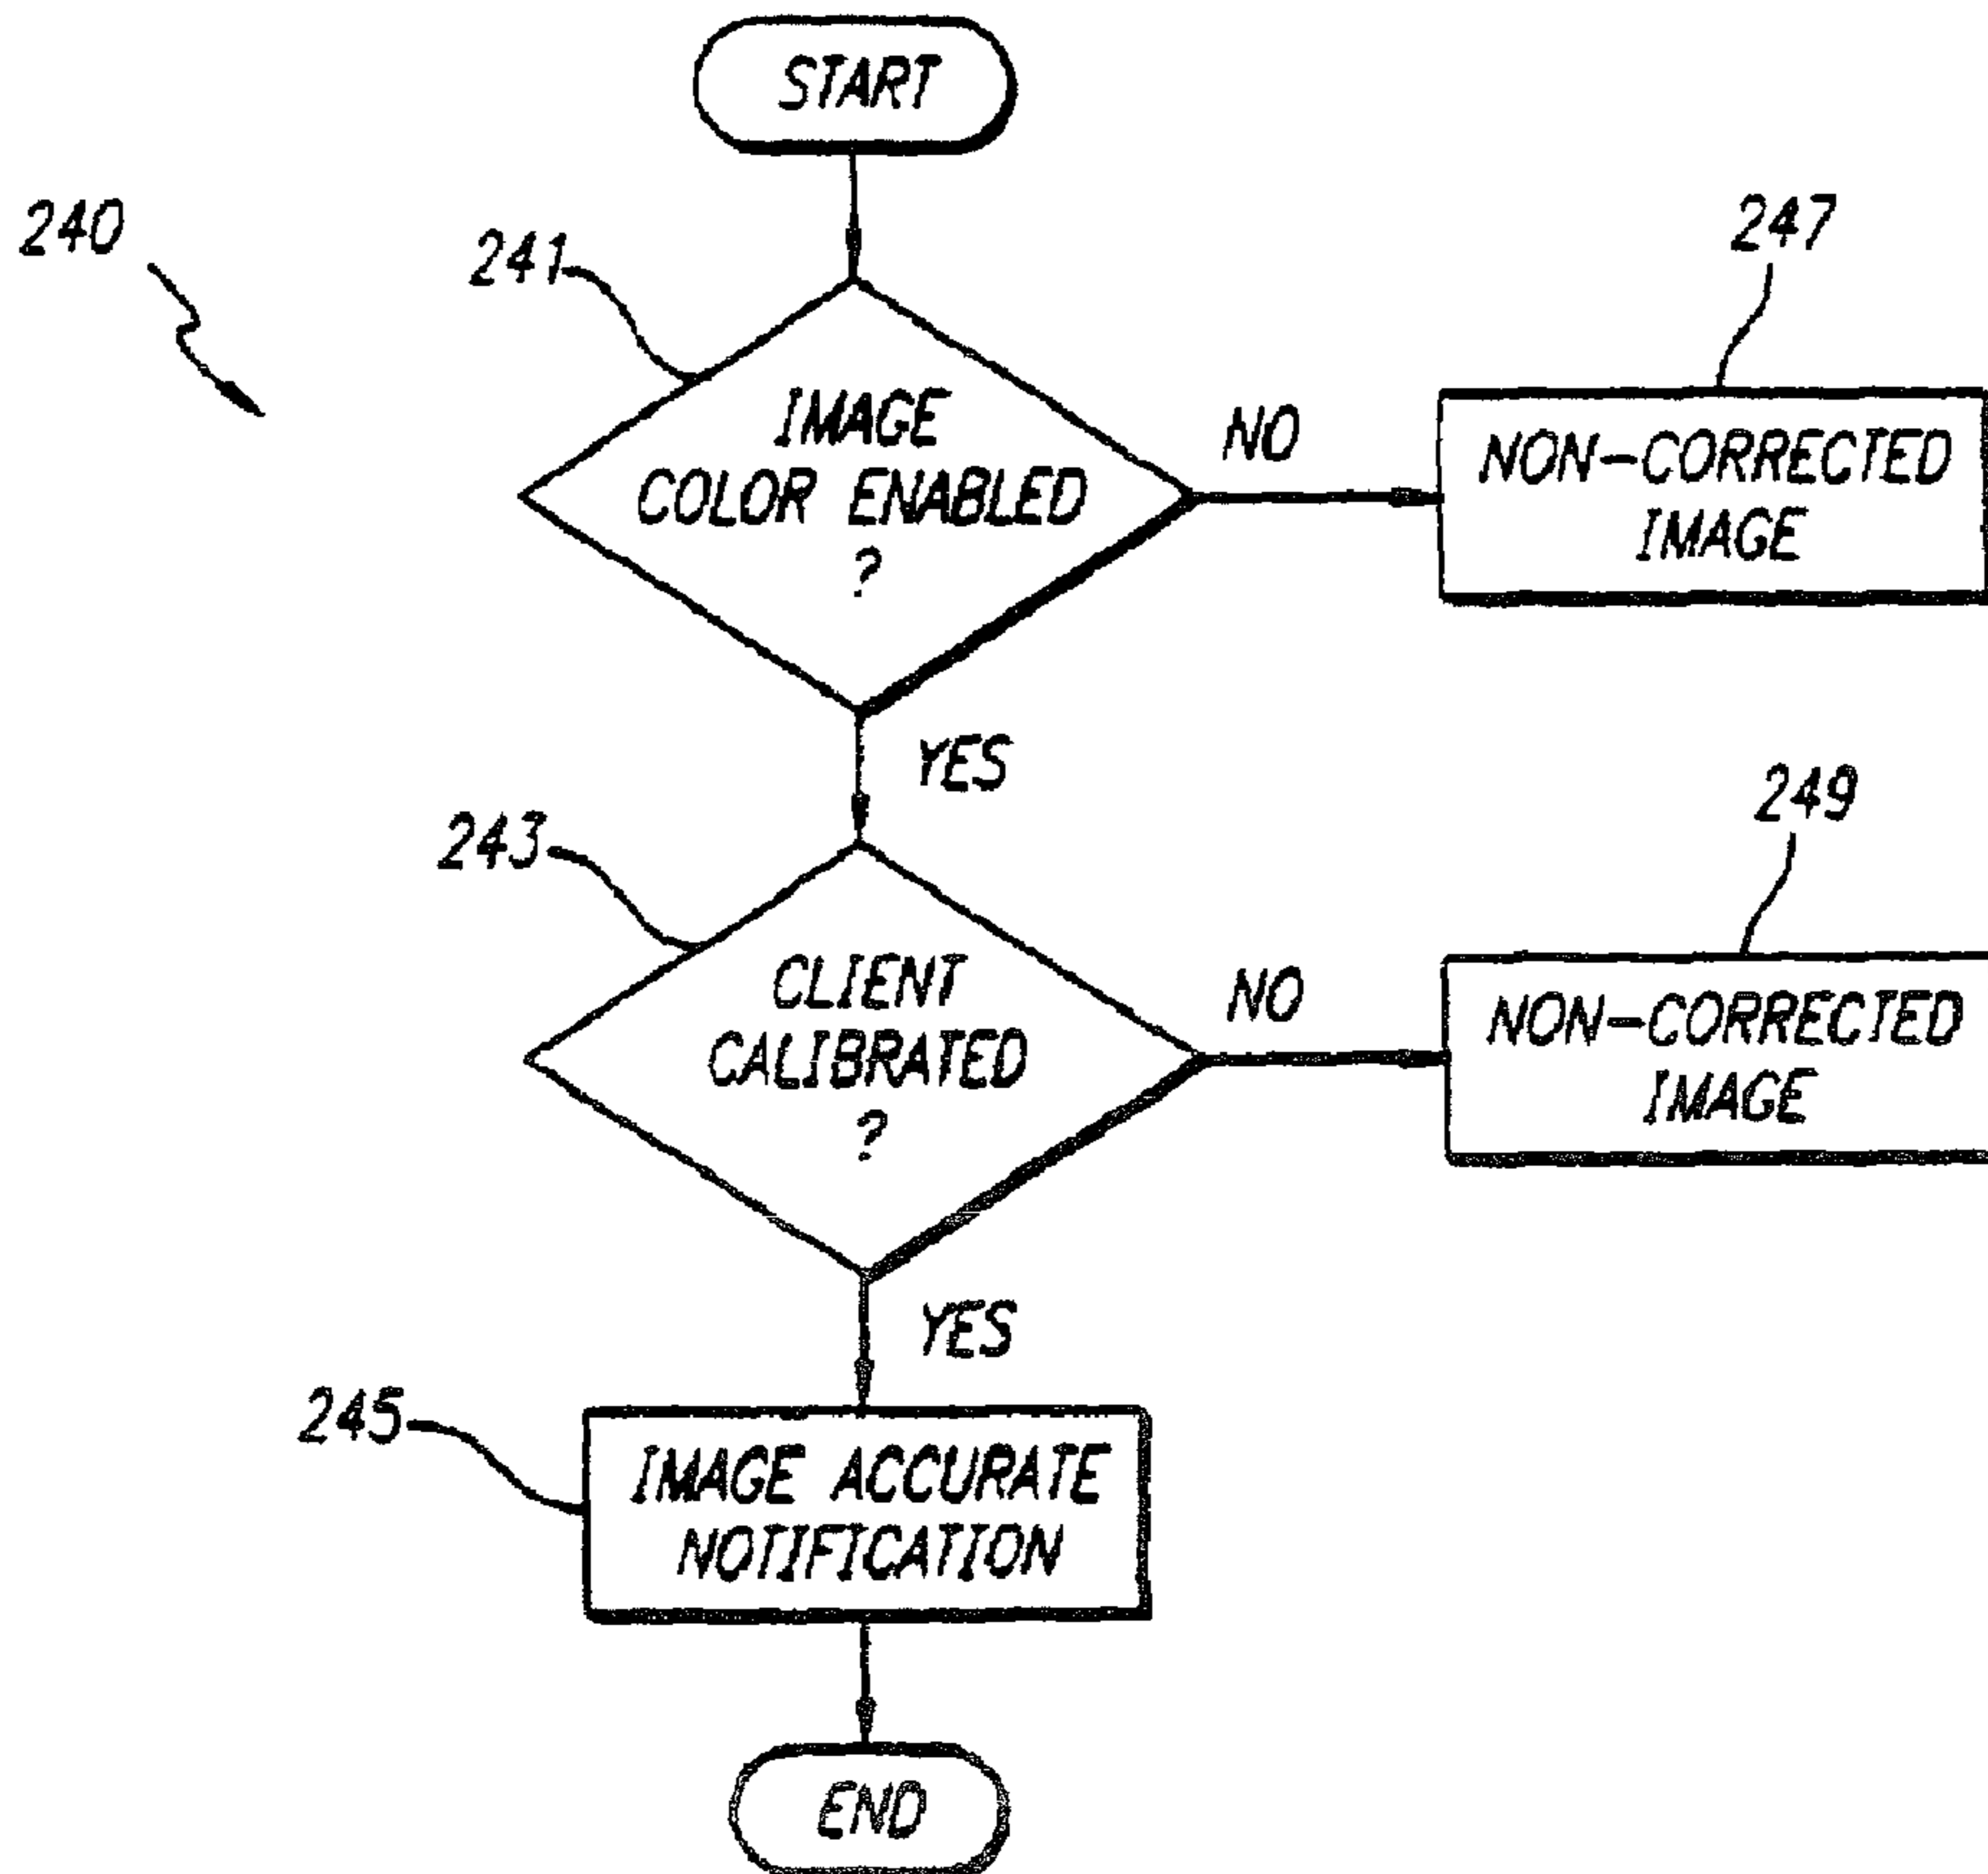 START
240
241
247
IMAGE
COLOR ENABLED
?
NO
NON-CORRECTED
IMAGE
YES
243
249
CLIENT
CALIBRATED
?
NO
NON-CORRECTED
IMAGE
YES
245
IMAGE ACCURATE
NOTIFICATION
END